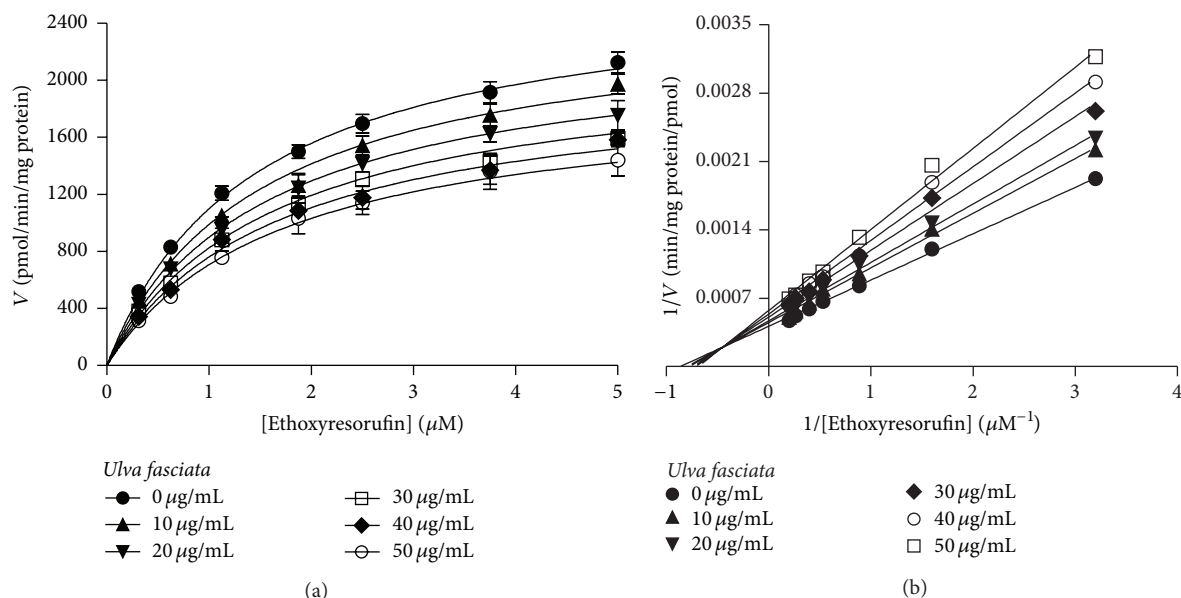 2400
2000
1600
1200
800
400
0
V (pmol/min/mg protein)
0 1 2 3 4 5
[Ethoxyresorufin] (μM)
Ulva fasciata
0 μg/mL
10 μg/mL
20 μg/mL
30 μg/mL
40 μg/mL
50 μg/mL
(a)
0.0035
0.0028
0.0021
0.0014
0.0007
1/V (min/mg protein/pmol)
−1 0 1 2 3 4
1/[Ethoxyresorufin] (μM⁻¹)
Ulva fasciata
0 μg/mL
10 μg/mL
20 μg/mL
30 μg/mL
40 μg/mL
50 μg/mL
(b)